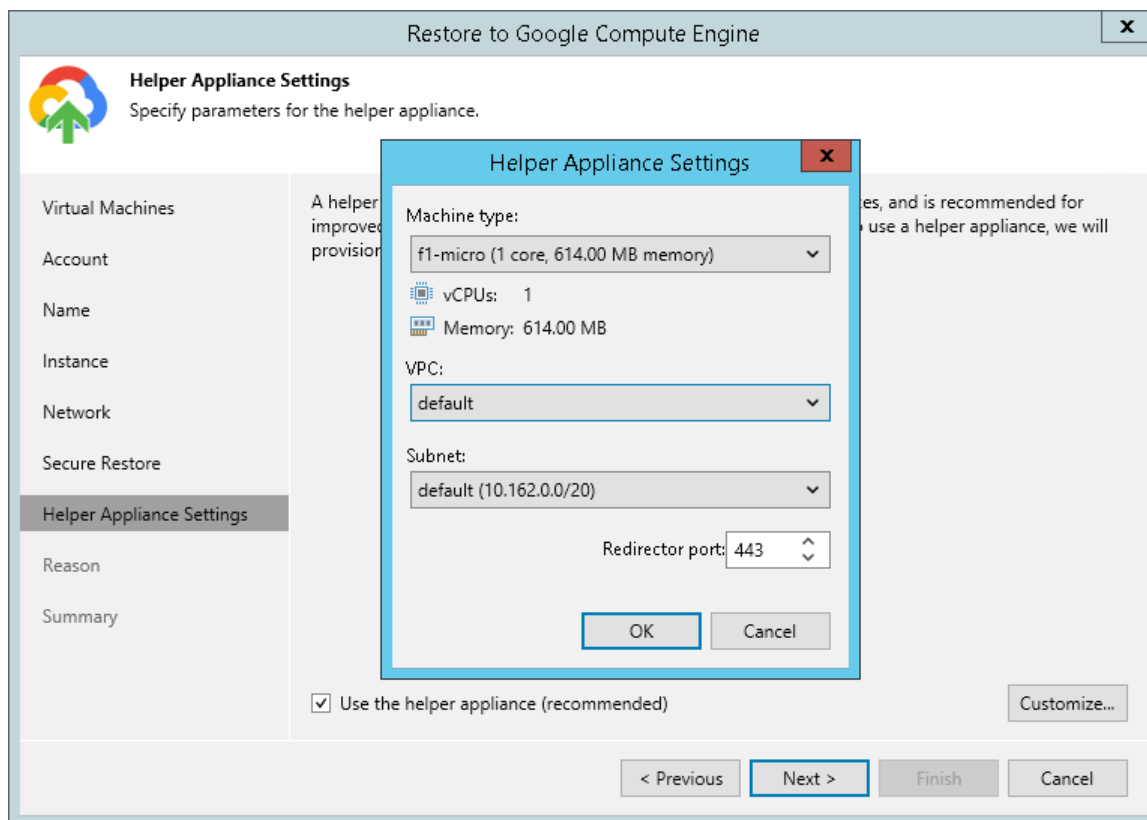 Restore to Google Compute Engine
x
Helper Appliance Settings
Specify parameters for the helper appliance.
Virtual Machines
Account
Name
Instance
Network
Secure Restore
Helper Appliance Settings
Reason
Summary
A helper
es, and is recommended for
improved
use a helper appliance, we will
provision
Helper Appliance Settings
x
Machine type:
f1-micro (1 core, 614.00 MB memory)
vCPUs: 1
Memory: 614.00 MB
VPC:
default
Subnet:
default (10.162.0.0/20)
Redirector port: 443
OK Cancel
Use the helper appliance (recommended)
Customize...
< Previous Next > Finish Cancel